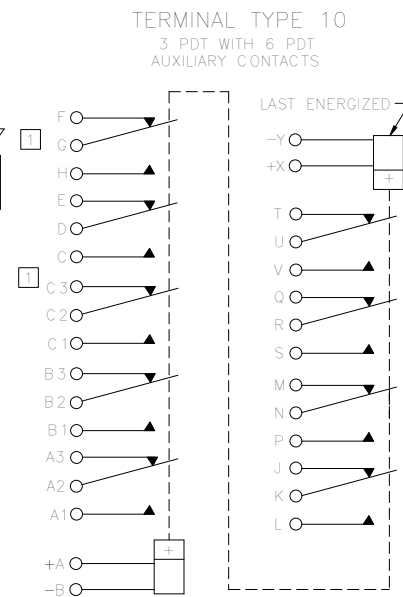 TERMINAL TYPE 10
3 PDT WITH 6 PDT
AUXILIARY CONTACTS
F
1
G
H
E
D
C
1
C3
C2
C1
B3
B2
B1
A3
A2
A1
+
+A
-B
LAST ENERGIZED
-Y
+X
+
T
U
V
Q
R
S
M
N
P
J
K
L